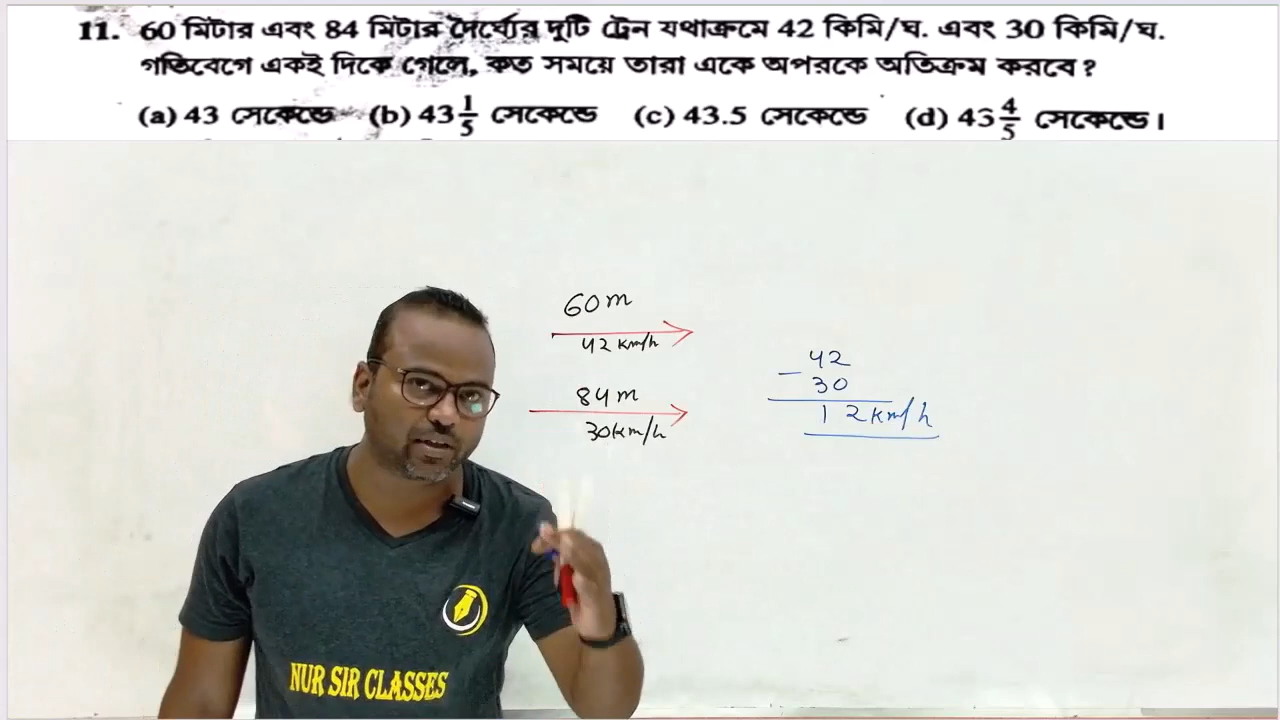 11. 60 মিটার এবং 84 মিটার দৈর্ঘ্যের দুটি ট্রেন যথাক্রমে 42 কিমি/ঘ. এবং 30 কিমি/ঘ.
গতিবেগে একই দিকে গেলে, কত সময়ে তারা একে অপরকে অতিক্রম করবে ?
(a) 43 সেকেন্ডে (b) 43 1/5 সেকেন্ডে (c) 43.5 সেকেন্ডে (d) 43 4/5 সেকেন্ডে।
60m
42 km/h
84m
30km/h
42
– 30
12 km/h
NUR SIR CLASSES